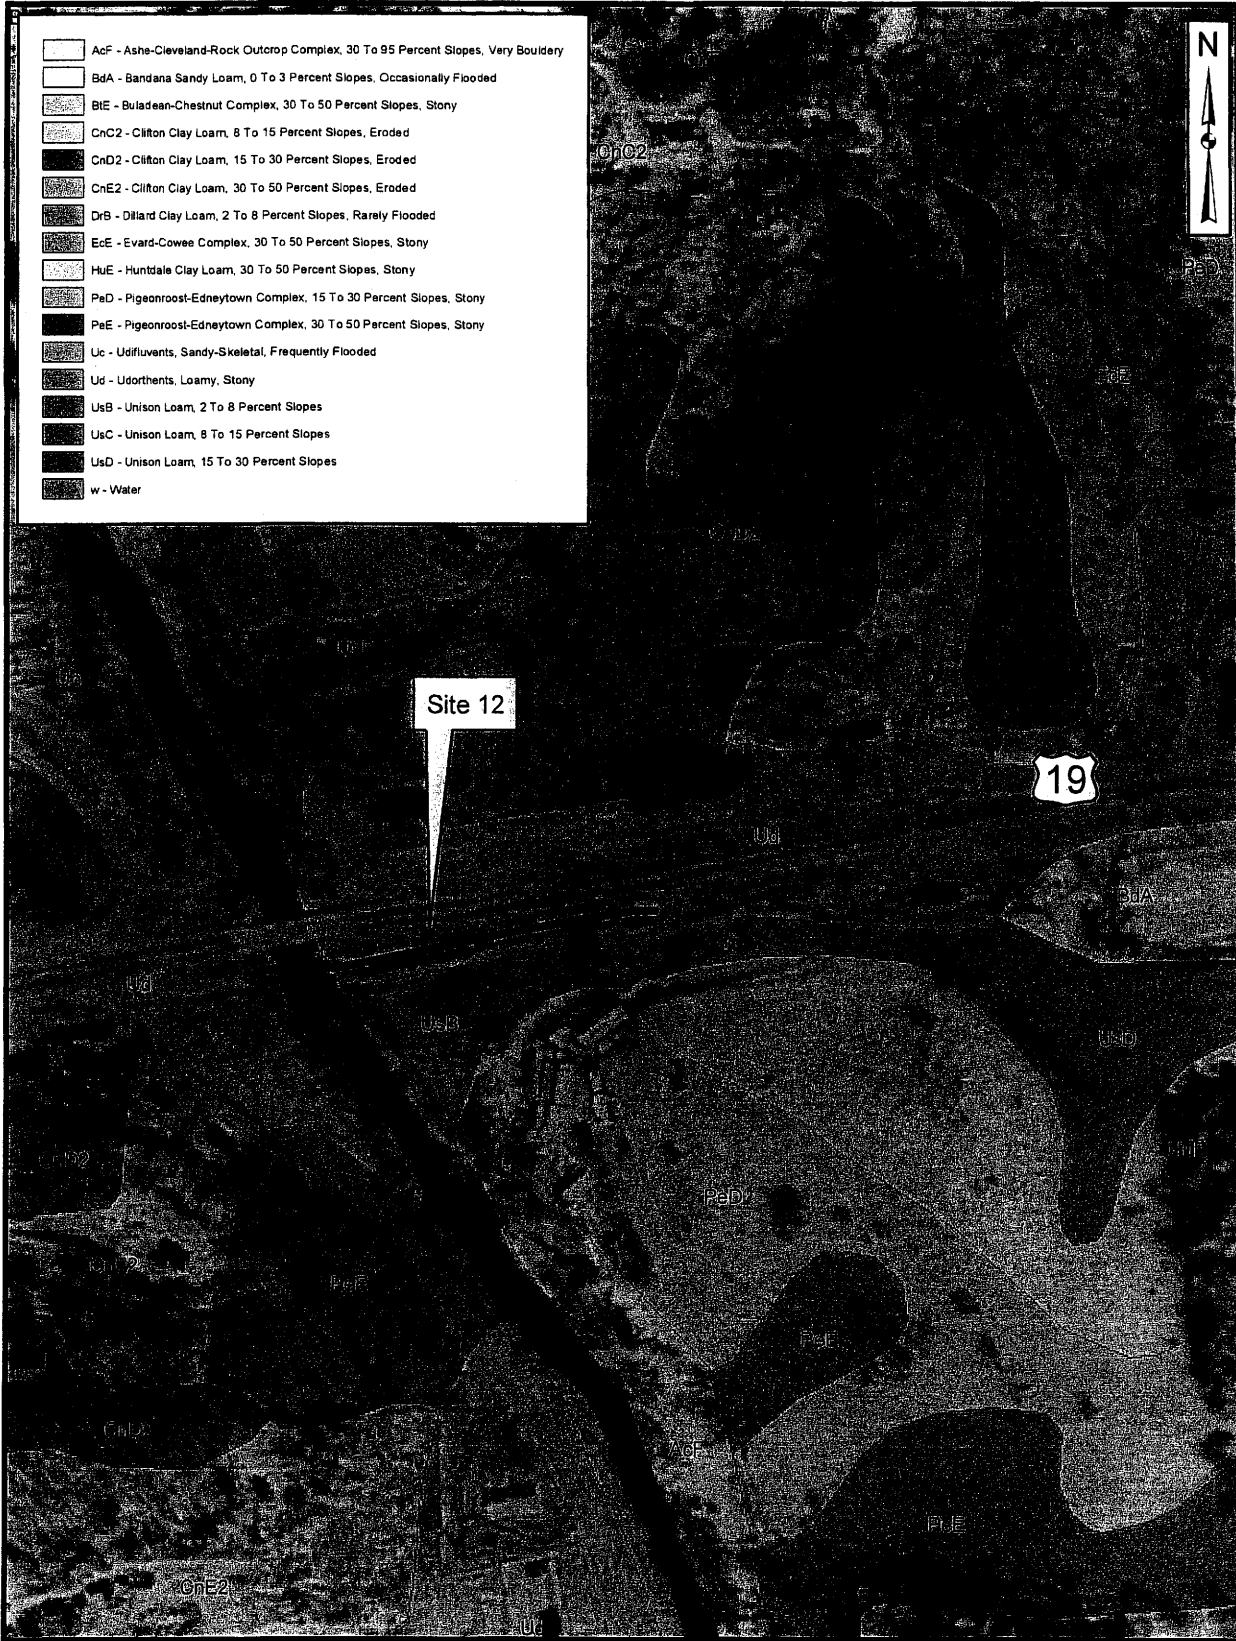 AcF - Ashe-Cleveland-Rock Outcrop Complex, 30 To 95 Percent Slopes, Very Bouldery
BdA - Bandana Sandy Loam, 0 To 3 Percent Slopes, Occasionally Flooded
BtE - Buladean-Chestnut Complex, 30 To 50 Percent Slopes, Stony
CnC2 - Clifton Clay Loam, 8 To 15 Percent Slopes, Eroded
CnD2 - Clifton Clay Loam, 15 To 30 Percent Slopes, Eroded
CnE2 - Clifton Clay Loam, 30 To 50 Percent Slopes, Eroded
DrB - Dillard Clay Loam, 2 To 8 Percent Slopes, Rarely Flooded
EcE - Evard-Cowee Complex, 30 To 50 Percent Slopes, Stony
HuE - Huntdale Clay Loam, 30 To 50 Percent Slopes, Stony
PeD - Pigeonroost-Edneytown Complex, 15 To 30 Percent Slopes, Stony
PeE - Pigeonroost-Edneytown Complex, 30 To 50 Percent Slopes, Stony
Uc - Udifluvents, Sandy-Skeletal, Frequently Flooded
Ud - Udorthents, Loamy, Stony
UsB - Unison Loam, 2 To 8 Percent Slopes
UsC - Unison Loam, 8 To 15 Percent Slopes
UsD - Unison Loam, 15 To 30 Percent Slopes
w - Water
N
CnC2
PeD
Site 12
19
Ud
BdA
Ud
UsB
UsD
PeD
PeE
AcF
PeE
CnE2